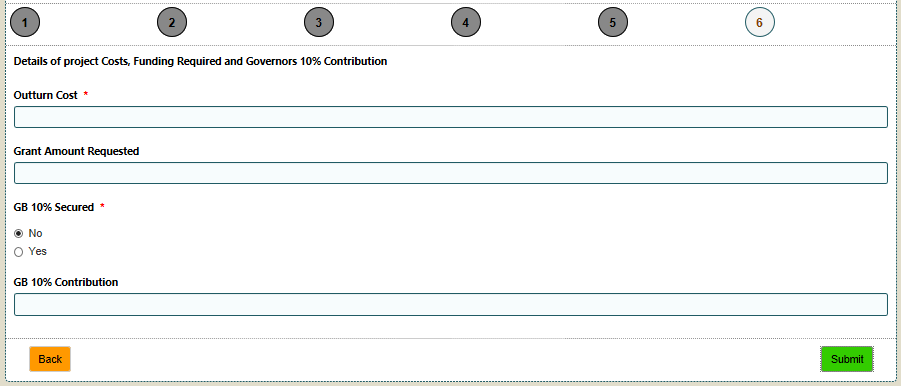 1 2 3 4 5 6
Details of project Costs, Funding Required and Governors 10% Contribution
Outturn Cost *
Grant Amount Requested
GB 10% Secured *
No
Yes
GB 10% Contribution
Back Submit